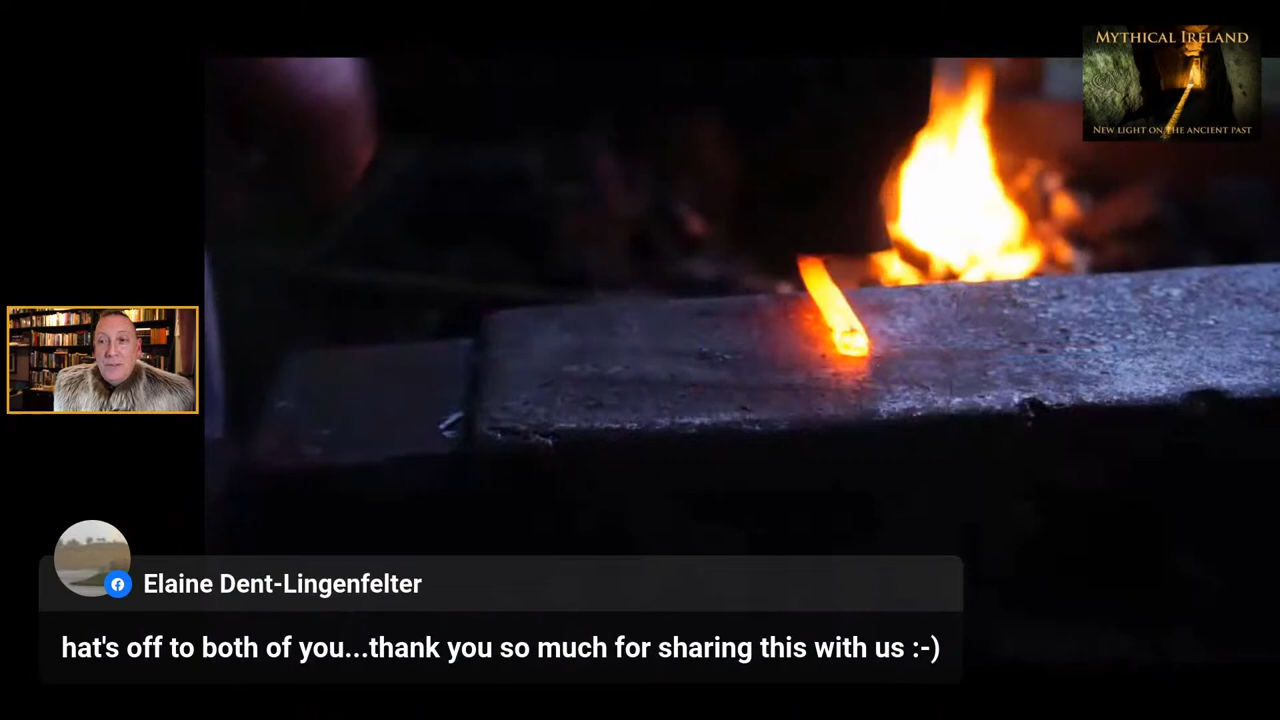 MYTHICAL IRELAND
NEW LIGHT ON THE ANCIENT PAST
Elaine Dent-Lingenfelter
hat's off to both of you...thank you so much for sharing this with us :-)